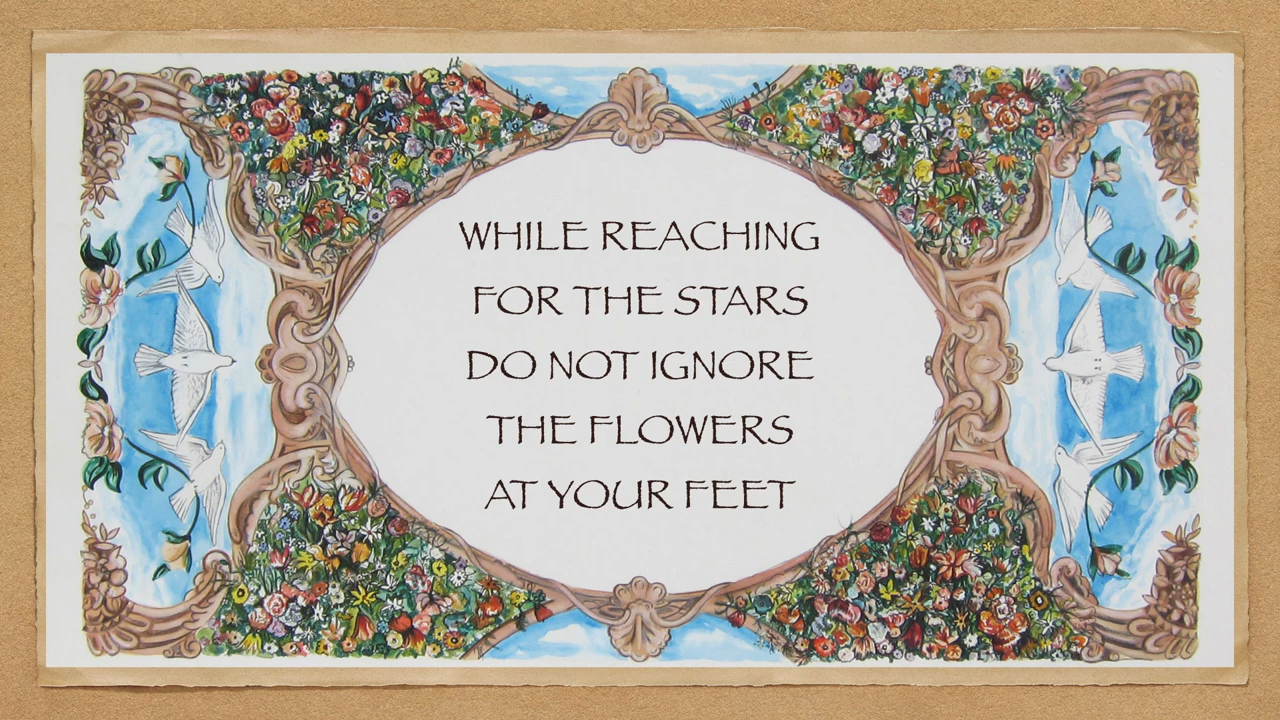 WHILE REACHING
FOR THE STARS
DO NOT IGNORE
THE FLOWERS
AT YOUR FEET